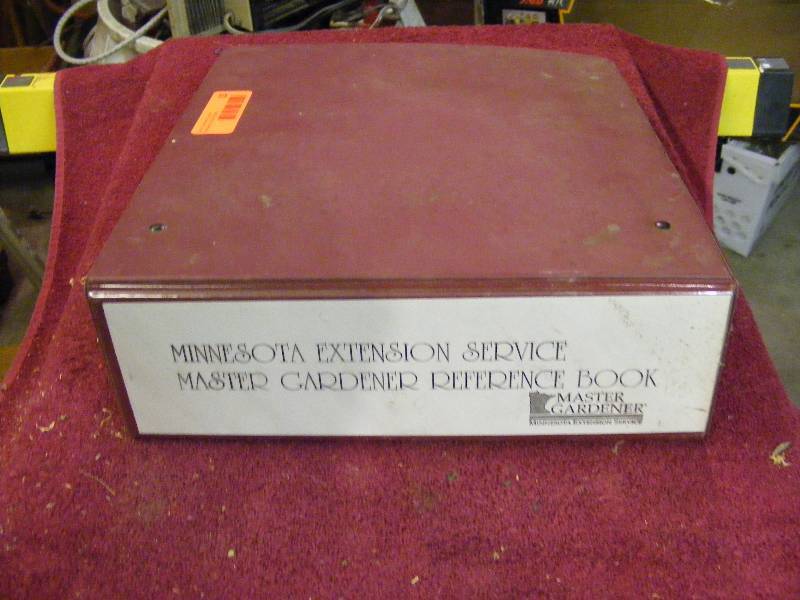 MINNESOTA EXTENSION SERVICE
MASTER GARDENER REFERENCE BOOK
MASTER
GARDENER
MINNESOTA EXTENSION SERVICE